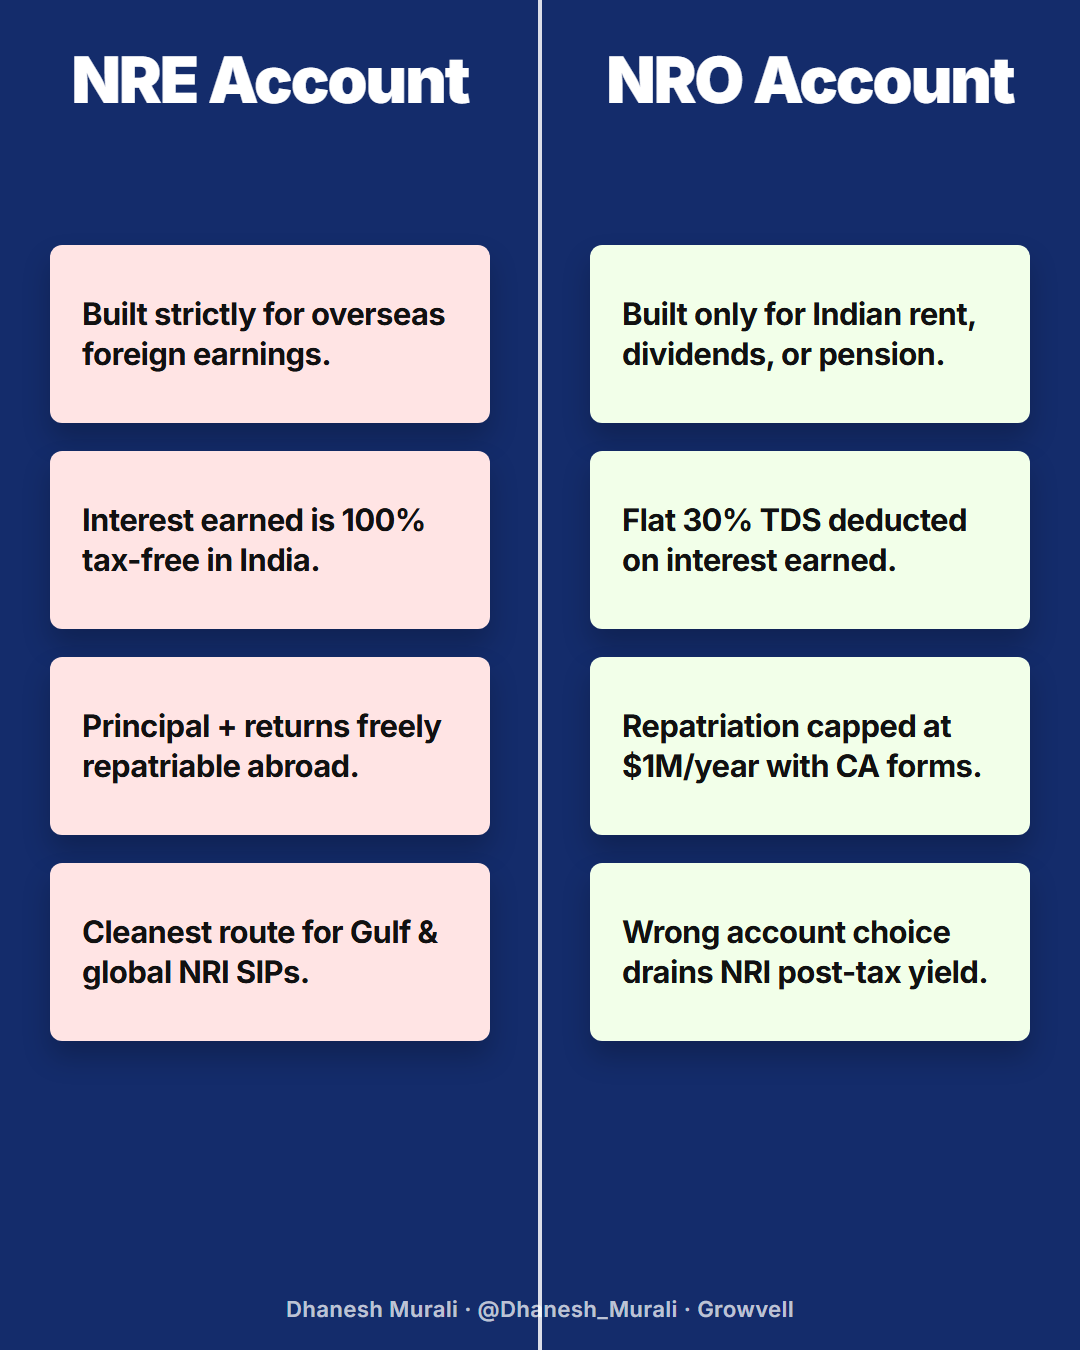 NRE Account
Built strictly for overseas
foreign earnings.
Interest earned is 100%
tax-free in India.
Principal + returns freely
repatriable abroad.
Cleanest route for Gulf &
global NRI SIPs.
NRO Account
Built only for Indian rent,
dividends, or pension.
Flat 30% TDS deducted
on interest earned.
Repatriation capped at
$1M/year with CA forms.
Wrong account choice
drains NRI post-tax yield.
Dhanesh Murali · @Dhanesh_Murali · Growvell